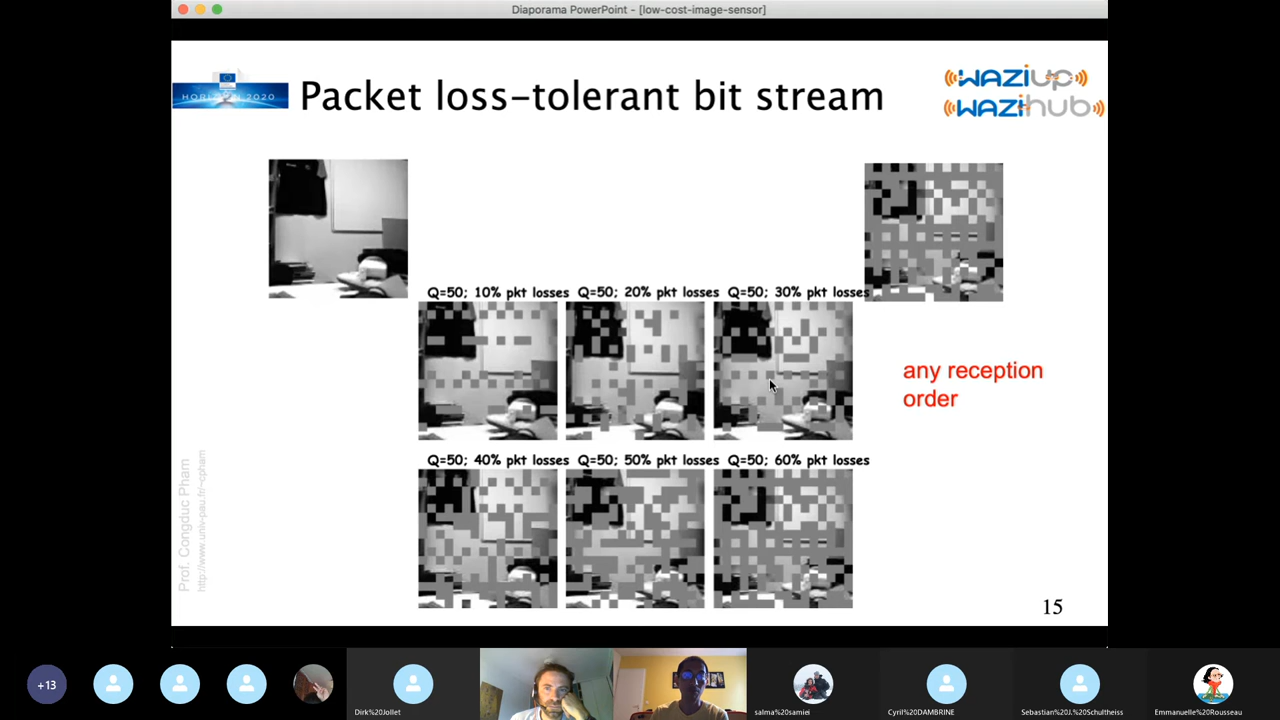 Diaporama PowerPoint - [low-cost-image-sensor]
HORIZON 2020
Packet loss-tolerant bit stream
WAZIUP
WAZIhub
Q=50; 10% pkt losses Q=50; 20% pkt losses Q=50; 30% pkt losses
any reception
order
Q=50; 40% pkt losses Q=50; 50% pkt losses Q=50; 60% pkt losses
Prof. Congduc Pham
http://www.univ-pau.fr/~cpham
15
+13
Dirk%20Jollet
salma%20samiei
Cyril%20DAMBRINE
Sebastian%20J.%20Schultheiss
Emmanuelle%20Rousseau